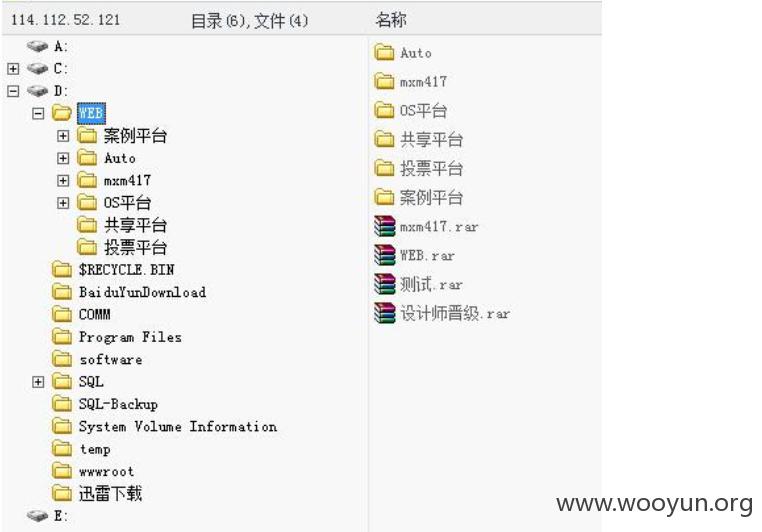 114.112.52.121
目录(6),文件(4)
名称
A:
C:
D:
WEB
案例平台
Auto
mxm417
OS平台
共享平台
投票平台
$RECYCLE.BIN
BaiduYunDownload
COMM
Program Files
software
SQL
SQL-Backup
System Volume Information
temp
wwwroot
迅雷下载
E:
Auto
mxm417
OS平台
共享平台
投票平台
案例平台
mxm417.rar
WEB.rar
测试.rar
设计师晋级.rar
www.wooyun.org